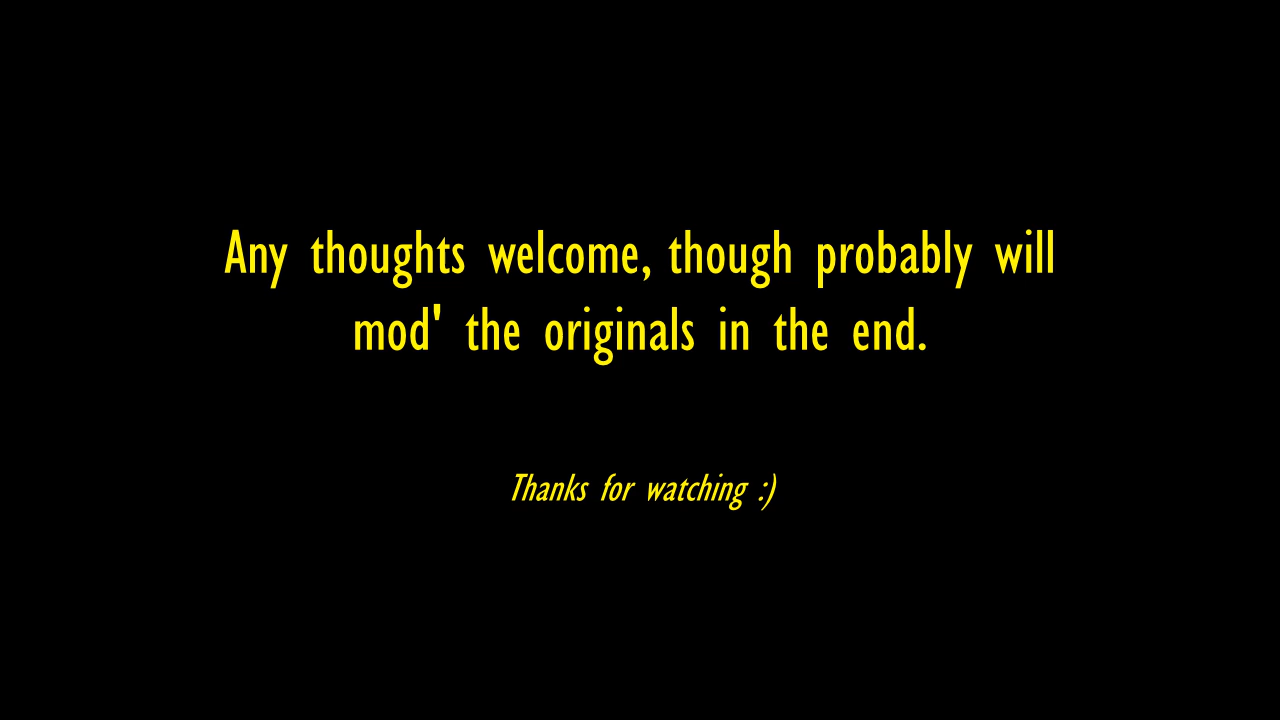 Any thoughts welcome, though probably will
mod' the originals in the end.
Thanks for watching :)